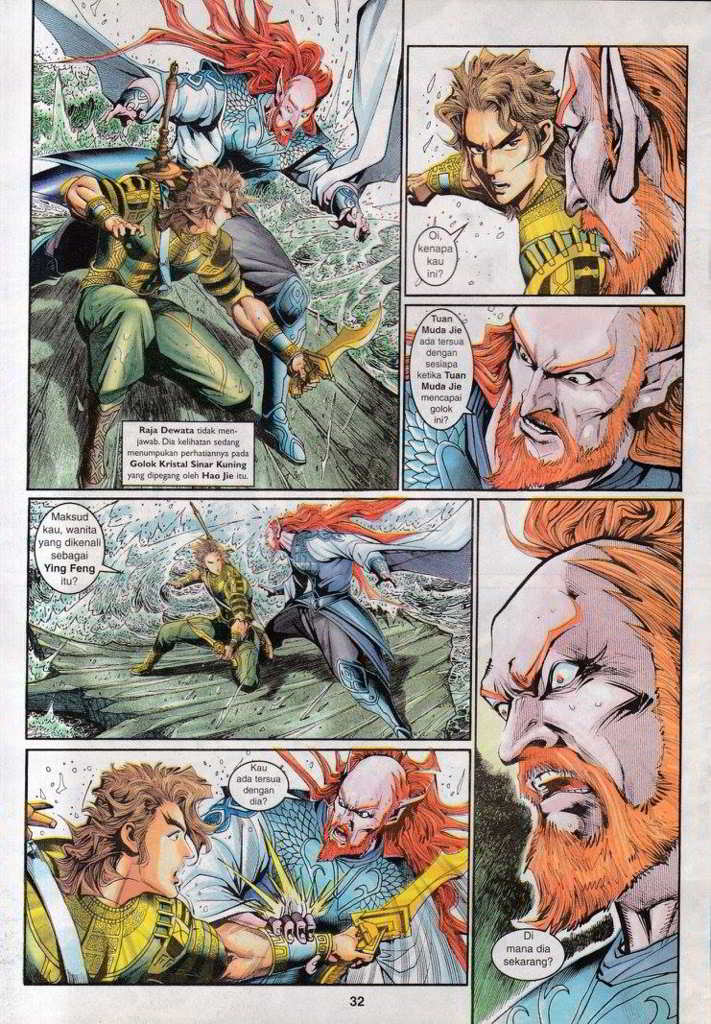 Raja Dewata tidak men-
jawab. Dia kelihatan sedang
menumpukan perhatiannya pada
Golok Kristal Sinar Kuning
yang dipegang oleh Hao Jie itu.
Oi,
kenapa
kau
ini?
Tuan
Muda Jie
ada tersua
dengan
sesiapa
ketika Tuan
Muda Jie
mencapai
golok
ini?
Maksud
kau, wanita
yang dikenali
sebagai
Ying Feng
itu?
Kau
ada tersua
dengan
dia?
Di
mana dia
sekarang?
32